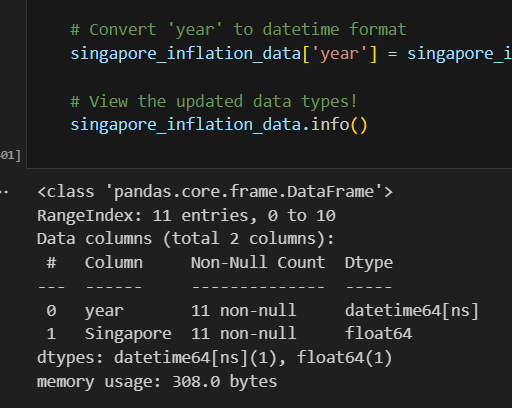 # Convert 'year' to datetime format
singapore_inflation_data['year'] = singapore_i
# View the updated data types!
singapore_inflation_data.info()
01]
<class 'pandas.core.frame.DataFrame'>
RangeIndex: 11 entries, 0 to 10
Data columns (total 2 columns):
 #   Column     Non-Null Count  Dtype
---  ------     --------------  -----
 0   year       11 non-null     datetime64[ns]
 1   Singapore  11 non-null     float64
dtypes: datetime64[ns](1), float64(1)
memory usage: 308.0 bytes